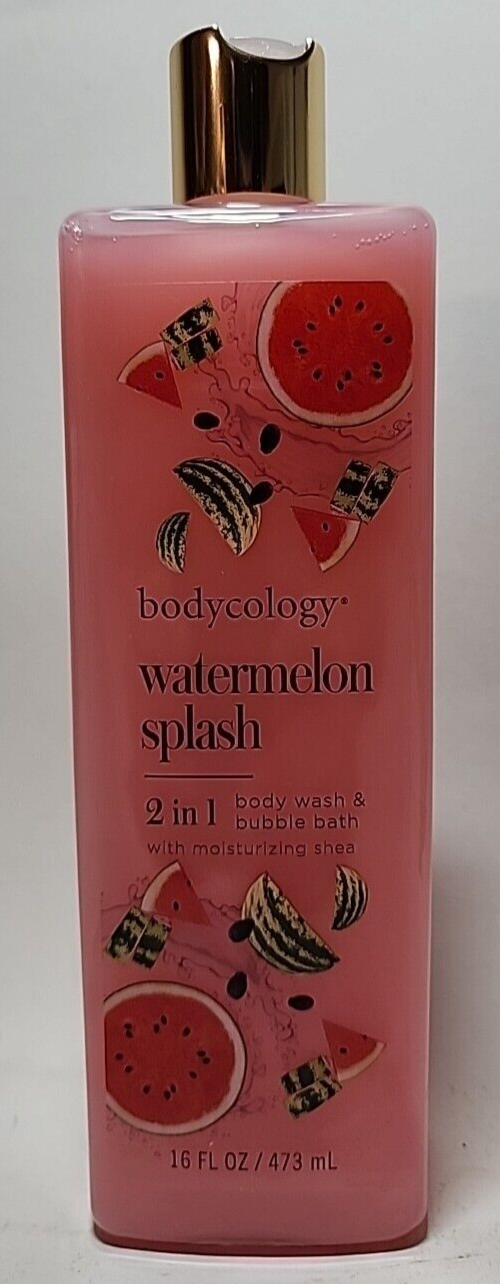 bodycology®
watermelon
splash
2 in 1 body wash &
bubble bath
with moisturizing shea
16 FL OZ / 473 mL